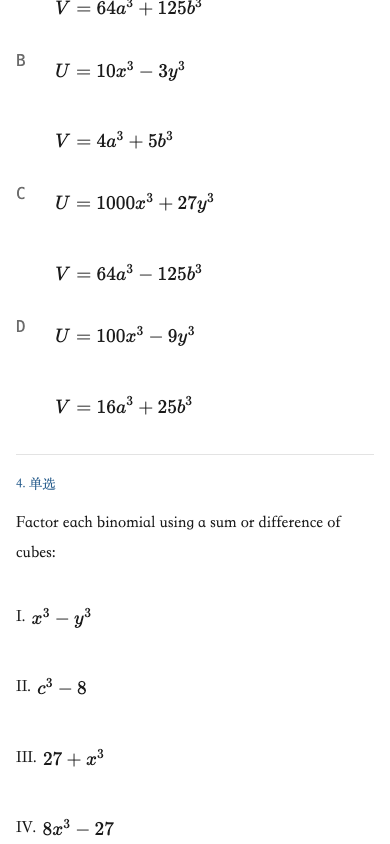 V = 64a³ + 125b³
B
U = 10x³ − 3y³
V = 4a³ + 5b³
C
U = 1000x³ + 27y³
V = 64a³ − 125b³
D
U = 100x³ − 9y³
V = 16a³ + 25b³
4. 单选
Factor each binomial using a sum or difference of
cubes:
I. x³ − y³
II. c³ − 8
III. 27 + x³
IV. 8x³ − 27